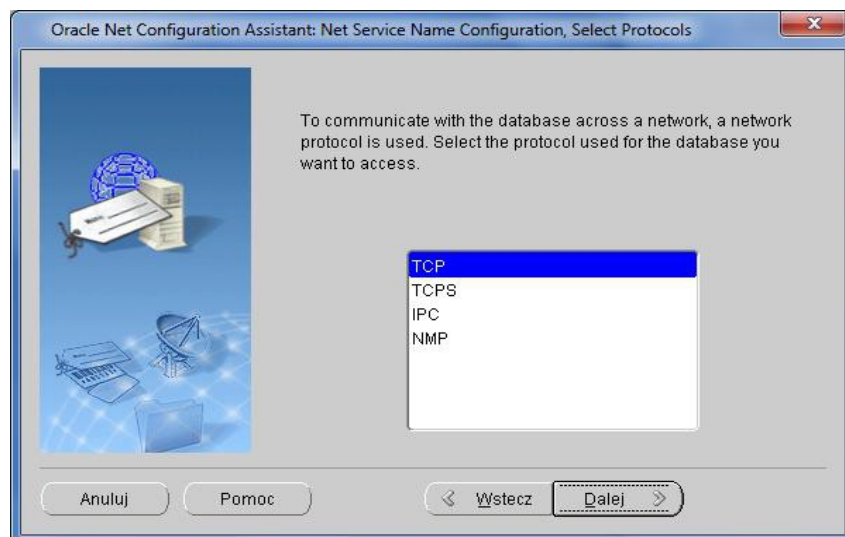 Oracle Net Configuration Assistant: Net Service Name Configuration, Select Protocols
To communicate with the database across a network, a network
protocol is used. Select the protocol used for the database you
want to access.
TCP
TCPS
IPC
NMP
Anuluj
Pomoc
Wstecz
Dalej